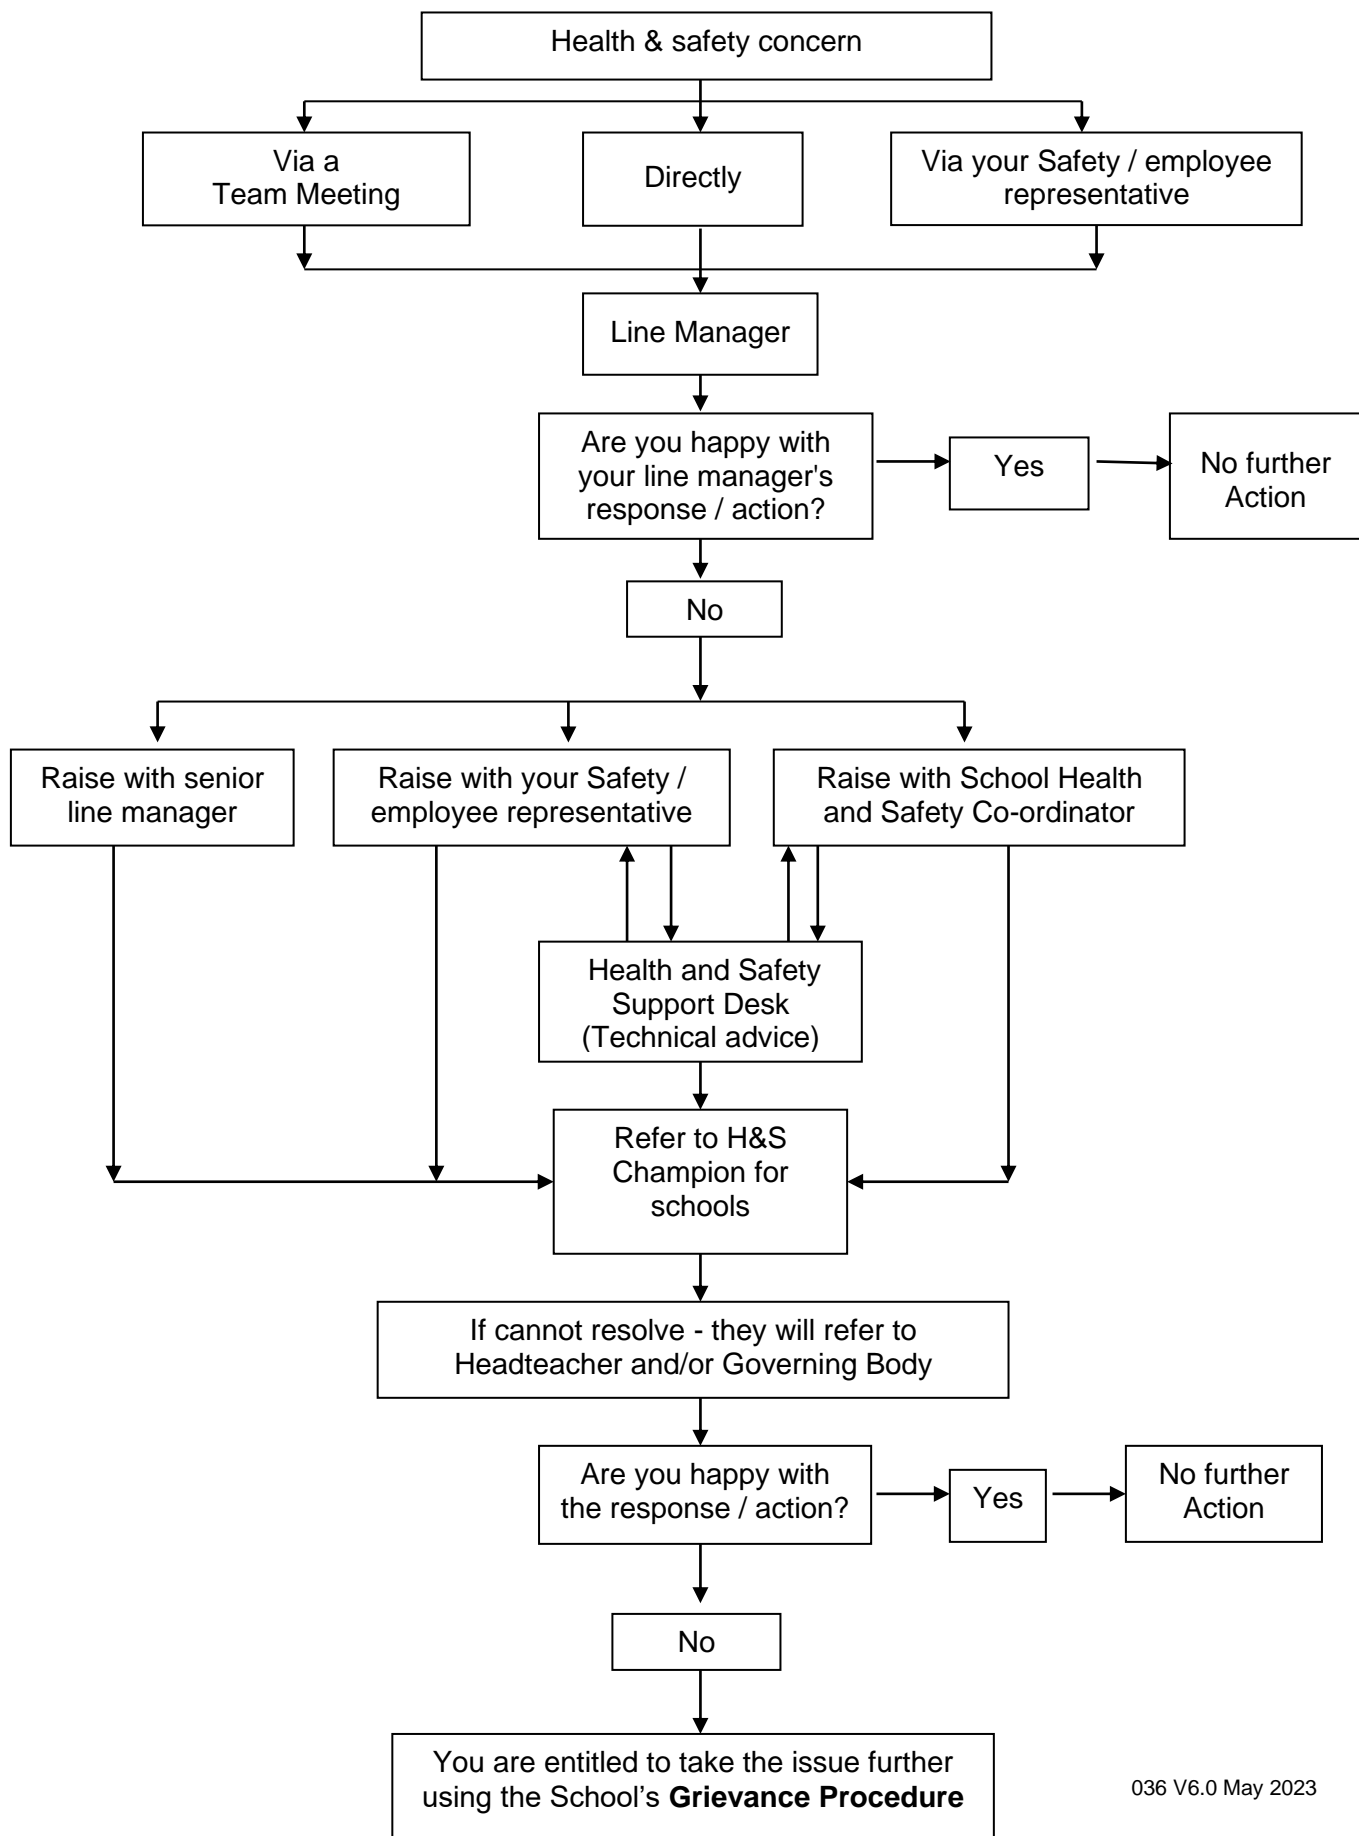 Health & safety concern
Via a
Team Meeting
Directly
Via your Safety / employee
representative
Line Manager
Are you happy with
your line manager's
response / action?
Yes
No further
Action
No
Raise with senior
line manager
Raise with your Safety /
employee representative
Raise with School Health
and Safety Co-ordinator
Health and Safety
Support Desk
(Technical advice)
Refer to H&S
Champion for
schools
If cannot resolve - they will refer to
Headteacher and/or Governing Body
Are you happy with
the response / action?
Yes
No further
Action
No
You are entitled to take the issue further
using the School’s Grievance Procedure
036 V6.0 May 2023